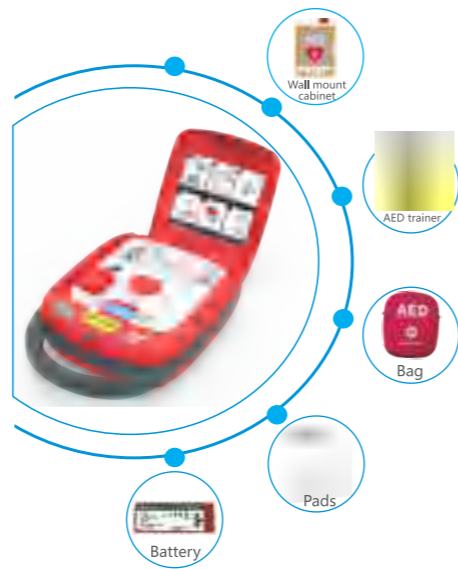 Wall mount
cabinet
AED trainer
AED
Bag
Pads
Battery